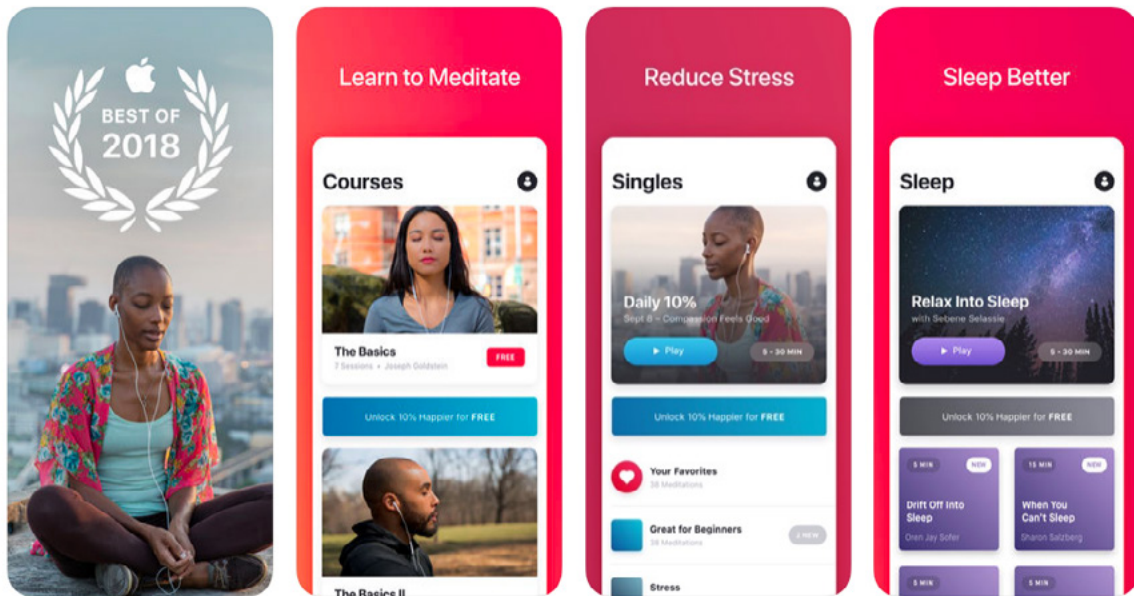 BEST OF
2018
Learn to Meditate
Courses
The Basics
7 Sessions • Joseph Goldstein
FREE
Unlock 10% Happier for FREE
The Basics II
Reduce Stress
Singles
Daily 10%
Sept 6 – Compassion Feels Good
Play
5 - 30 MIN
Unlock 10% Happier for FREE
Your Favorites
38 Meditations
Great for Beginners
38 Meditations
2 NEW
Stress
Sleep Better
Sleep
Relax Into Sleep
with Sebene Selassie
Play
5 - 30 MIN
Unlock 10% Happier for FREE
5 MIN
NEW
Drift Off Into
Sleep
Oren Jay Sofer
15 MIN
NEW
When You
Can't Sleep
Sharon Salzberg
5 MIN
5 MIN